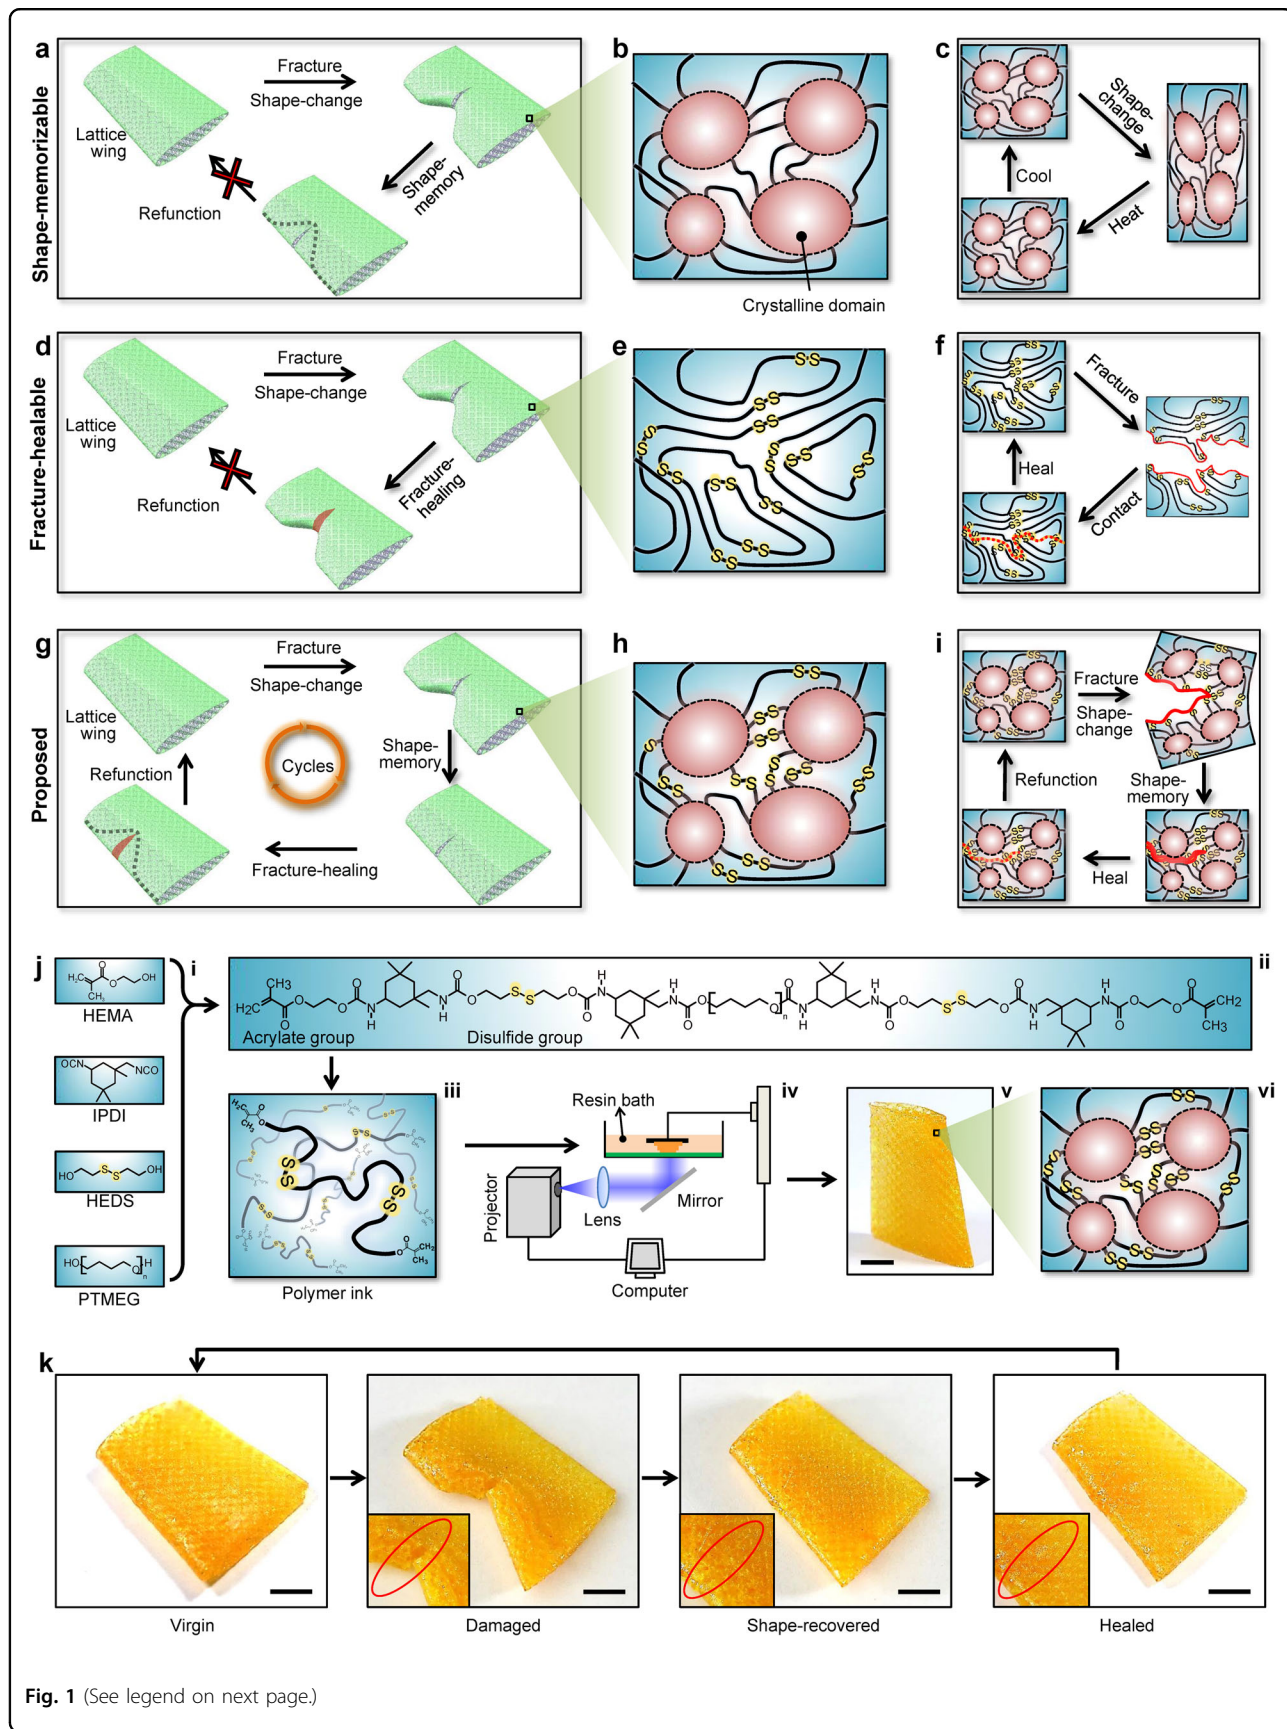 Shape-memorizable
a
Fracture
Shape-change
Lattice
wing
Shape-
memory
Refunction
b
Crystalline domain
c
Shape-
change
Cool
Heat
Fracture-healable
d
Fracture
Shape-change
Lattice
wing
Fracture-
healing
Refunction
e
S-S
S-S
S-S
S-S
S-S
S-S
S-S
S-S
S-S
S-S
f
Fracture
Heal
Contact
Proposed
g
Fracture
Shape-change
Lattice
wing
Shape-
memory
Cycles
Refunction
Fracture-healing
h
i
Fracture
Shape-
change
Refunction
Shape-
memory
Heal
j
HEMA
IPDI
HEDS
PTMEG
i
ii
Acrylate group
Disulfide group
iii
Polymer ink
iv
Resin bath
Projector
Lens
Mirror
Computer
v
vi
k
Virgin
Damaged
Shape-recovered
Healed
Fig. 1 (See legend on next page.)